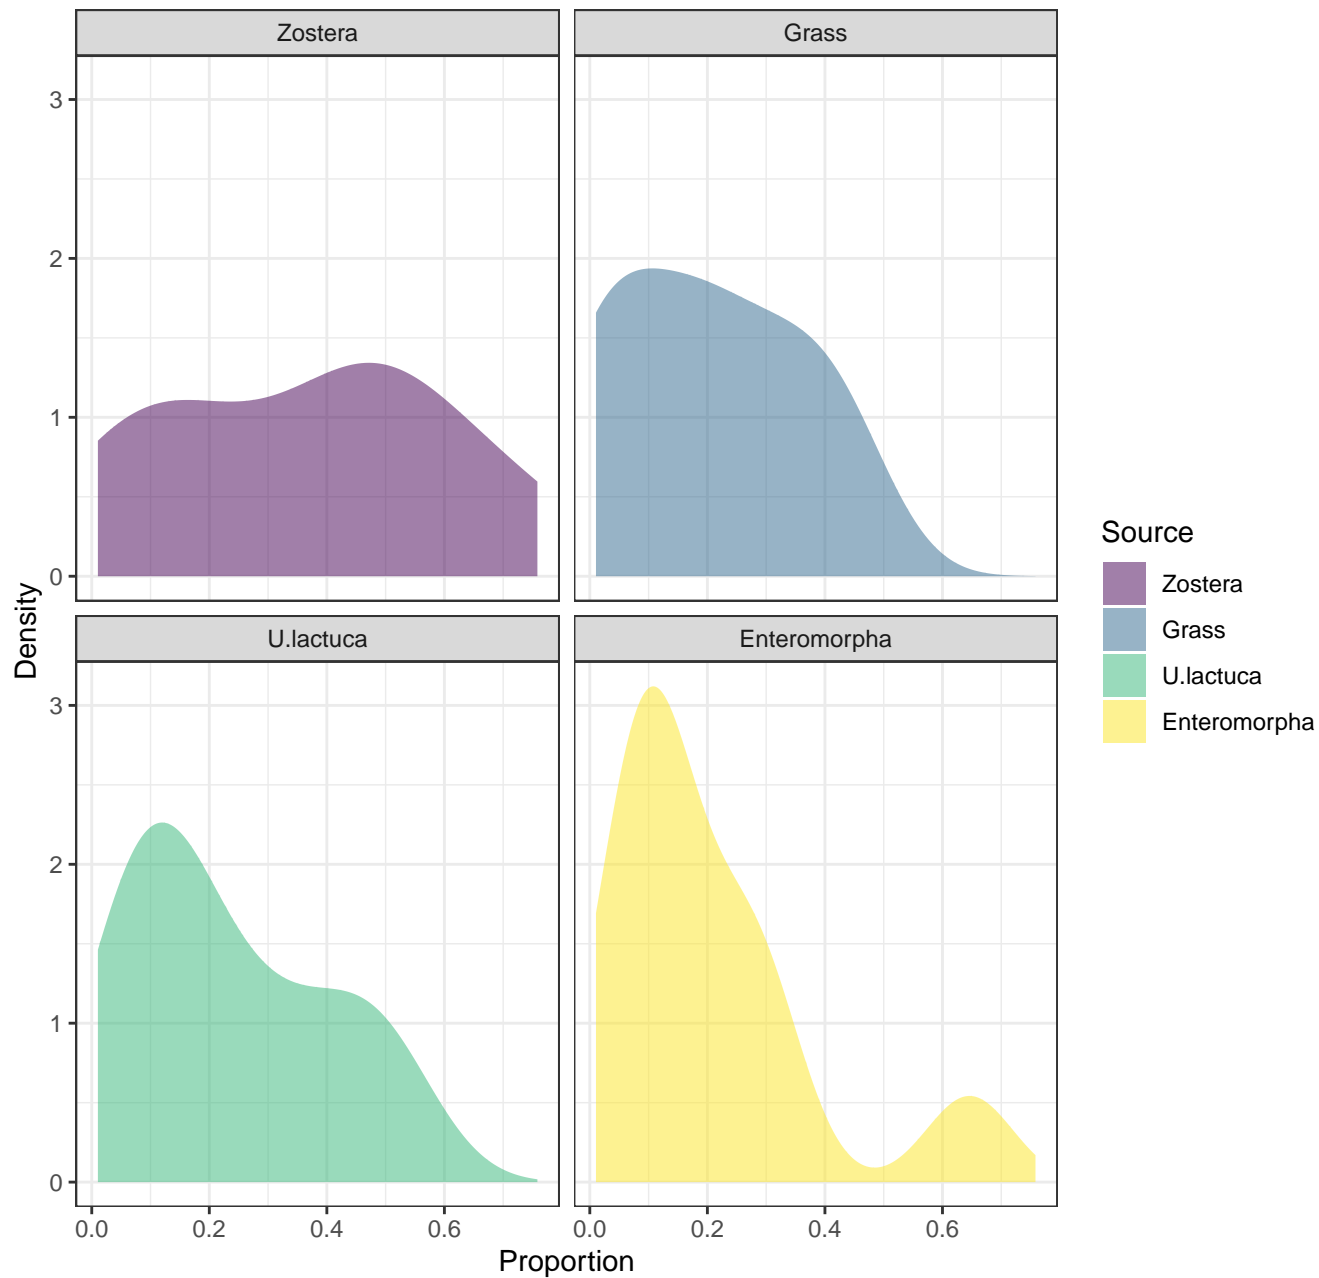 Zostera
Grass
3
2
1
0
Density
U.lactuca
Enteromorpha
3
2
1
0
0.0 0.2 0.4 0.6
0.0 0.2 0.4 0.6
Proportion
Source
Zostera
Grass
U.lactuca
Enteromorpha